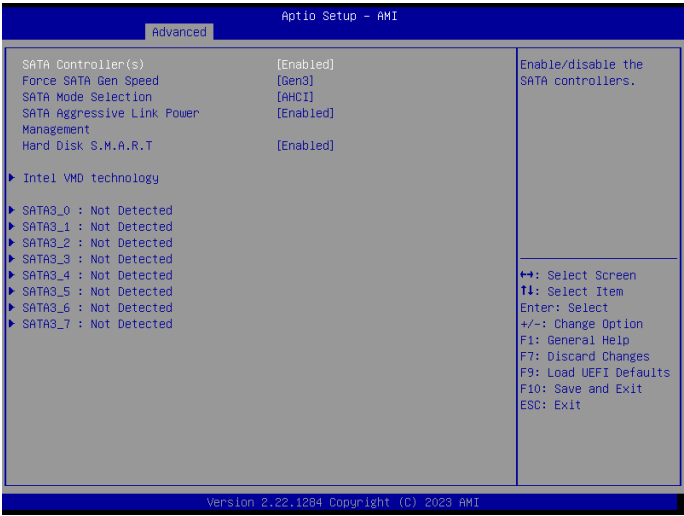 Aptio Setup – AMI
Advanced
SATA Controller(s) [Enabled]
Force SATA Gen Speed [Gen3]
SATA Mode Selection [AHCI]
SATA Aggressive Link Power [Enabled]
Management
Hard Disk S.M.A.R.T [Enabled]
Intel VMD technology
SATA3_0 : Not Detected
SATA3_1 : Not Detected
SATA3_2 : Not Detected
SATA3_3 : Not Detected
SATA3_4 : Not Detected
SATA3_5 : Not Detected
SATA3_6 : Not Detected
SATA3_7 : Not Detected
Enable/disable the
SATA controllers.
↔: Select Screen
↑↓: Select Item
Enter: Select
+/-: Change Option
F1: General Help
F7: Discard Changes
F9: Load UEFI Defaults
F10: Save and Exit
ESC: Exit
Version 2.22.1284 Copyright (C) 2023 AMI